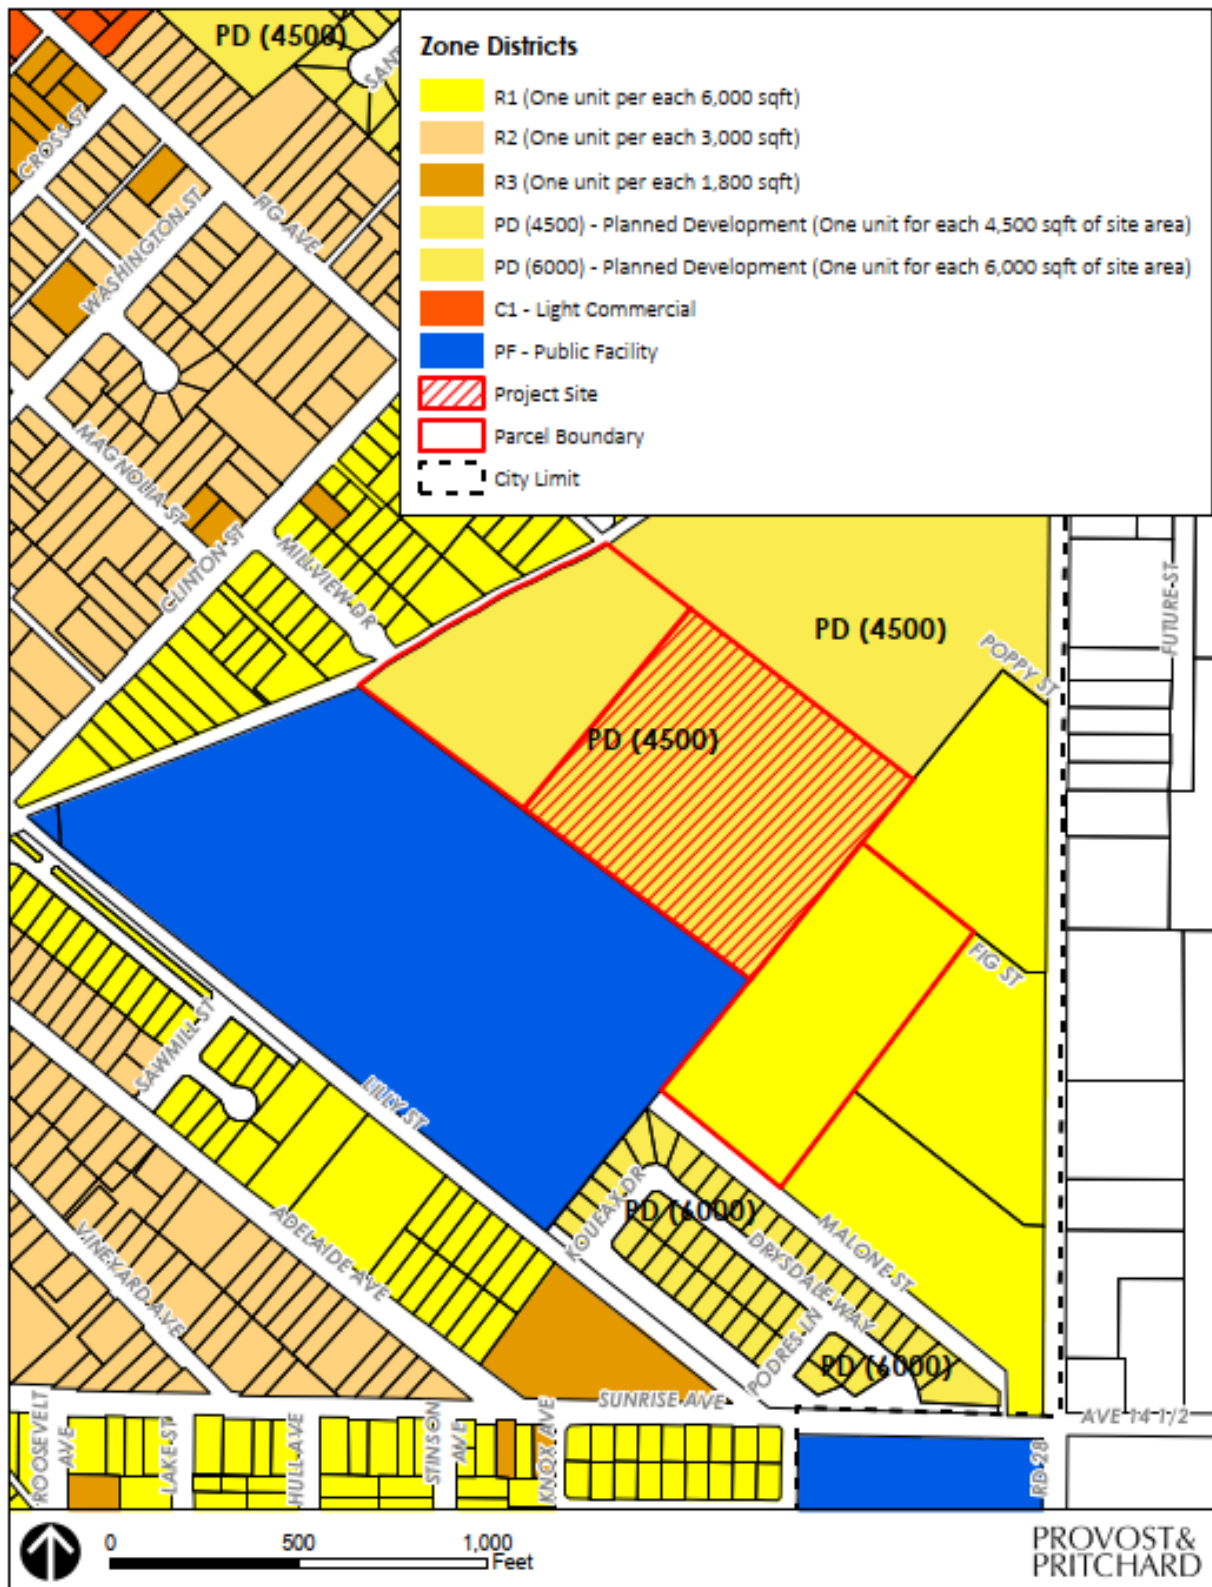 PD (4500)
SANT
Zone Districts
R1 (One unit per each 6,000 sqft)
R2 (One unit per each 3,000 sqft)
R3 (One unit per each 1,800 sqft)
PD (4500) - Planned Development (One unit for each 4,500 sqft of site area)
PD (6000) - Planned Development (One unit for each 6,000 sqft of site area)
C1 - Light Commercial
PF - Public Facility
Project Site
Parcel Boundary
City Limit
CROSS ST
WASHINGTON ST
FIG AVE
MAGNOLIA ST
CLINTON ST
MILLVIEW DR
PD (4500)
POPPY ST
FUTURE ST
PD (4500)
FIG ST
SAWMILL ST
LILLY ST
ADELAIDE AVE
VINEYARD AVE
KOUFAX DR
PD (6000)
DRYSDALE WAY
MALONE ST
PODRES LN
PD (6000)
SUNRISE AVE
AVE 14 1/2
ROOSEVELT
AVE
LAKE ST
HULL AVE
STINSON
AVE
KNOX AVE
RD 28
0 500 1,000
Feet
PROVOST&
PRITCHARD